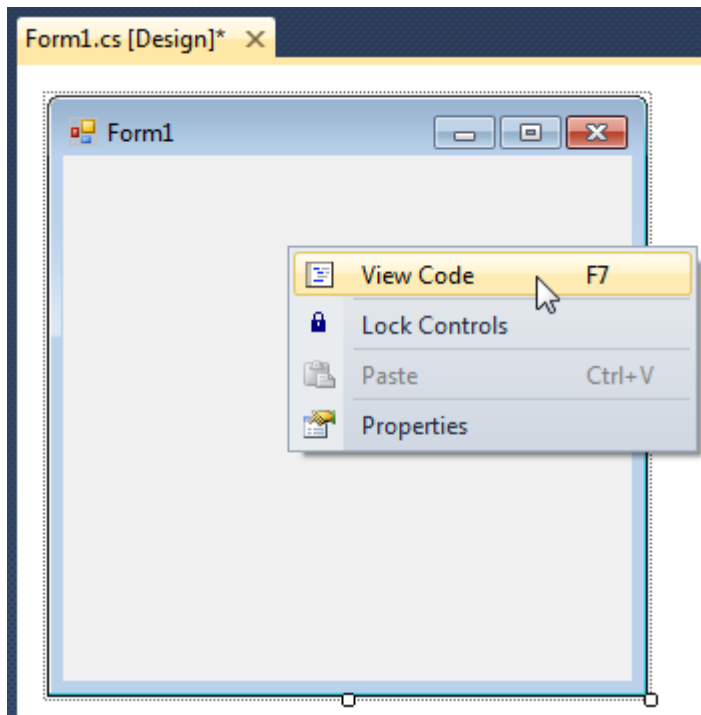 Form1.cs [Design]*
Form1
View Code F7
Lock Controls
Paste Ctrl+V
Properties